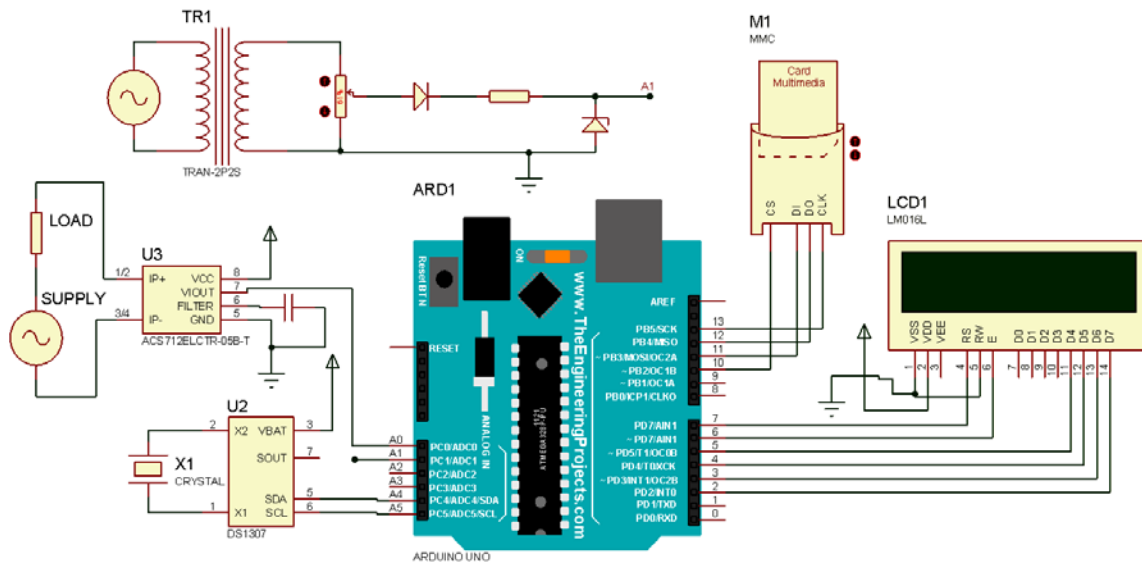 TR1
TRAN-2P2S
A1
M1
MMC
Card
Multimedia
CS
DI
DO
CLK
LOAD
SUPPLY
U3
1/2 IP+ VCC 8
VIOUT 7
FILTER 6
3/4 IP- GND 5
ACS712ELCTR-05B-T
U2
2 X2 VBAT 3
SOUT 7
SDA 5
1 X1 SCL 6
DS1307
X1
CRYSTAL
ARD1
ARDUINO UNO
Reset BTN
ON
ANALOG IN
ATMEGA328P-PU
1121
www.TheEngineeringProjects.com
RESET
A0 PC0/ADC0
A1 PC1/ADC1
A2 PC2/ADC2
A3 PC3/ADC3
A4 PC4/ADC4/SDA
A5 PC5/ADC5/SCL
AREF
PB5/SCK 13
PB4/MISO 12
~PB3/MOSI/OC2A 11
~PB2/OC1B 10
~PB1/OC1A 9
PB0/ICP1/CLKO 8
PD7/AIN1 7
~PD7/AIN1 6
~PD5/T1/OC0B 5
PD4/T0/XCK 4
~PD3/INT1/OC2B 3
PD2/INT0 2
PD1/TXD 1
PD0/RXD 0
LCD1
LM016L
VSS VDD VEE RS RW E D0 D1 D2 D3 D4 D5 D6 D7
1 2 3 4 5 6 7 8 9 10 11 12 13 14